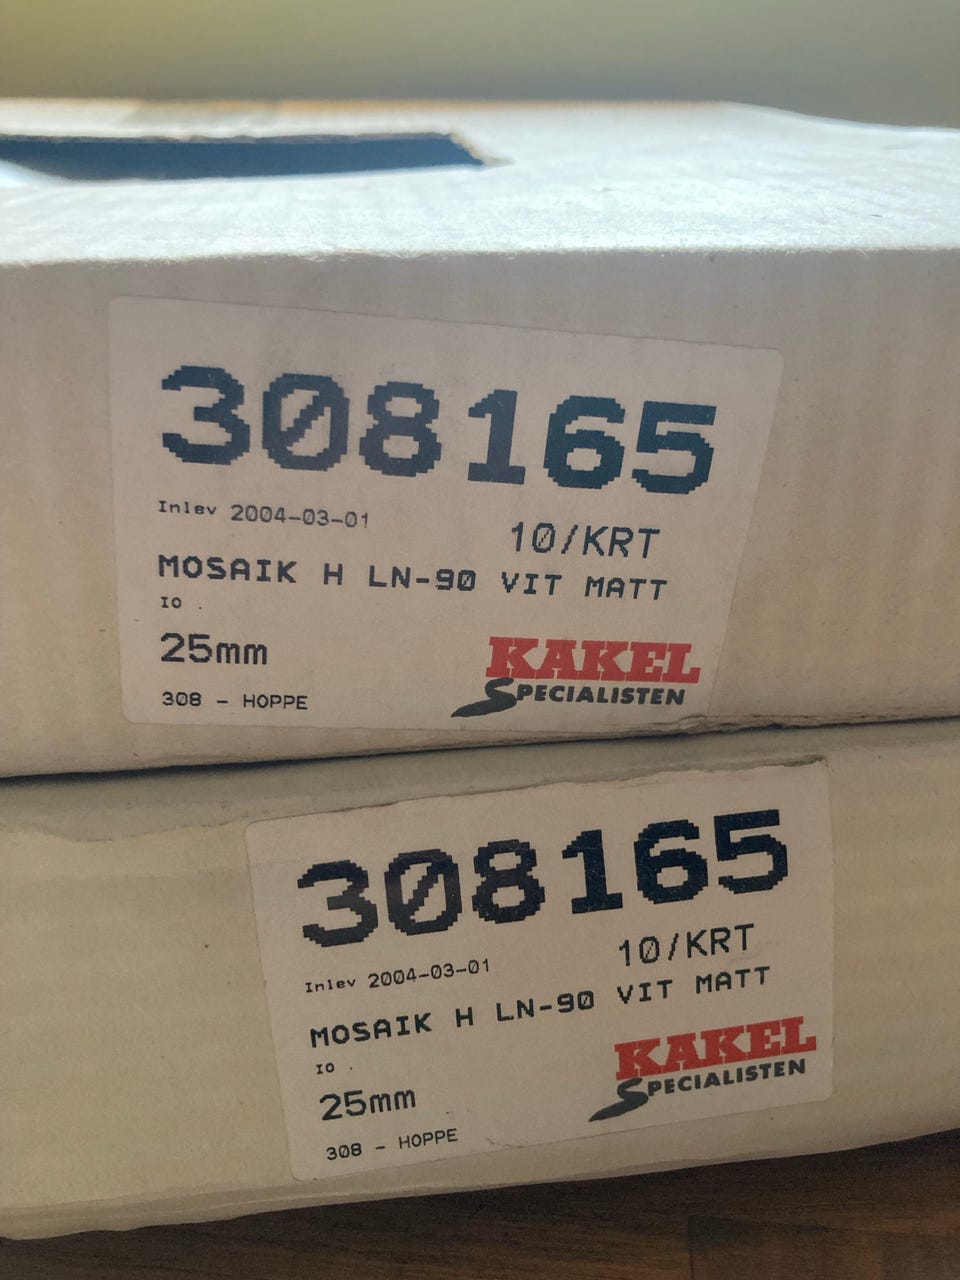 308165
Inlev 2004-03-01
10/KRT
MOSAIK H LN-90 VIT MATT
IO .
25mm
308 - HOPPE
KAKEL
SPECIALISTEN
308165
Inlev 2004-03-01
10/KRT
MOSAIK H LN-90 VIT MATT
IO .
25mm
308 - HOPPE
KAKEL
SPECIALISTEN